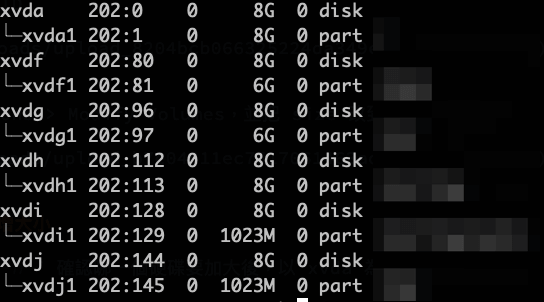 xvda 202:0 0 8G 0 disk
└─xvda1 202:1 0 8G 0 part
xvdf 202:80 0 8G 0 disk
└─xvdf1 202:81 0 6G 0 part
xvdg 202:96 0 8G 0 disk
└─xvdg1 202:97 0 6G 0 part
xvdh 202:112 0 8G 0 disk
└─xvdh1 202:113 0 8G 0 part
xvdi 202:128 0 8G 0 disk
└─xvdi1 202:129 0 1023M 0 part
xvdj 202:144 0 8G 0 disk
└─xvdj1 202:145 0 1023M 0 part